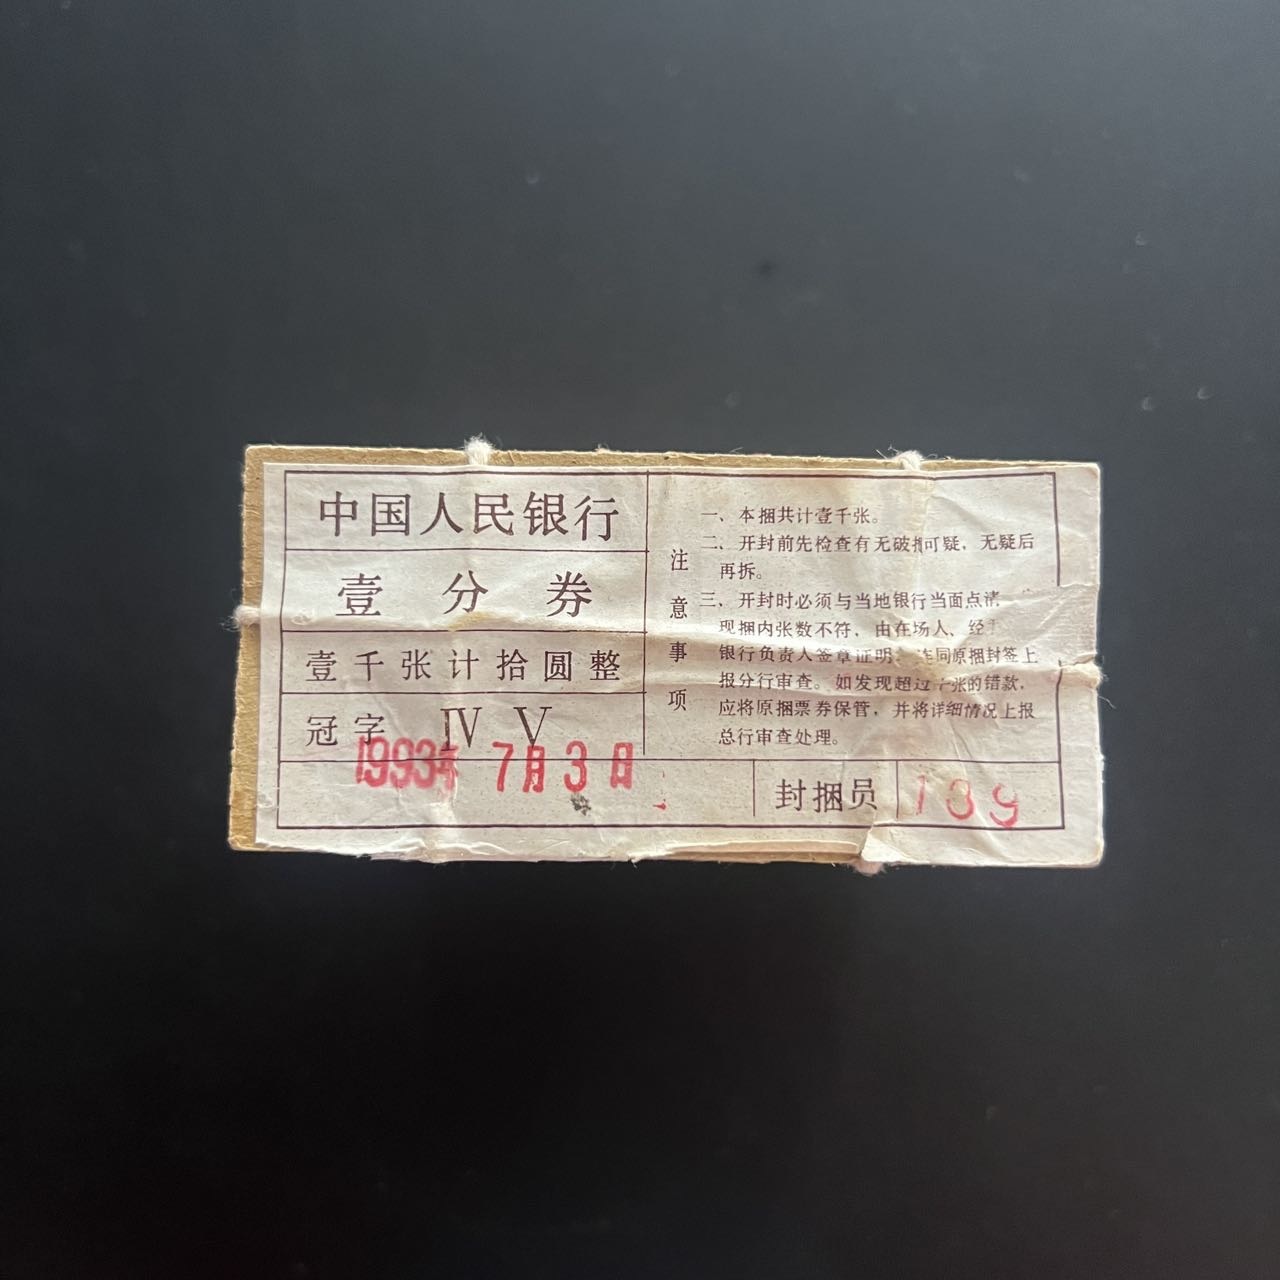 中国人民银行
壹分券
壹千张计拾圆整
冠字 Ⅳ Ⅴ
1993年 7月3日
注意事项
一、本捆共计壹千张。
二、开封前先检查有无破损可疑，无疑后
再拆。
三、开封时必须与当地银行当面点清
现捆内张数不符，由在场人、经
银行负责人签章证明，连同原捆封签上
报分行审查。如发现超过千张的错款，
应将原捆票券保管，并将详细情况上报
总行审查处理。
封捆员 139